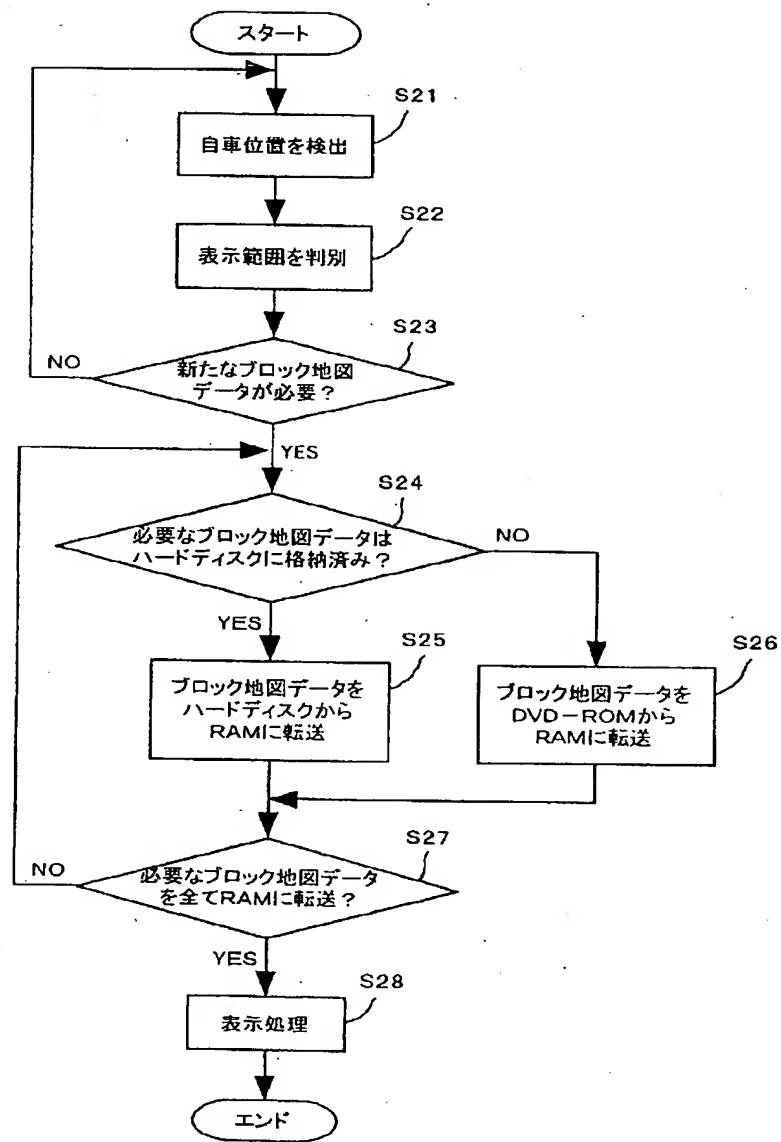 スタート
S21
自車位置を検出
S22
表示範囲を判別
S23
新たなブロック地図
データが必要？
NO
YES
S24
必要なブロック地図データは
ハードディスクに格納済み？
NO
YES
S25
ブロック地図データを
ハードディスクから
RAMに転送
S26
ブロック地図データを
DVD－ROMから
RAMに転送
S27
必要なブロック地図データ
を全てRAMに転送？
NO
YES
S28
表示処理
エンド